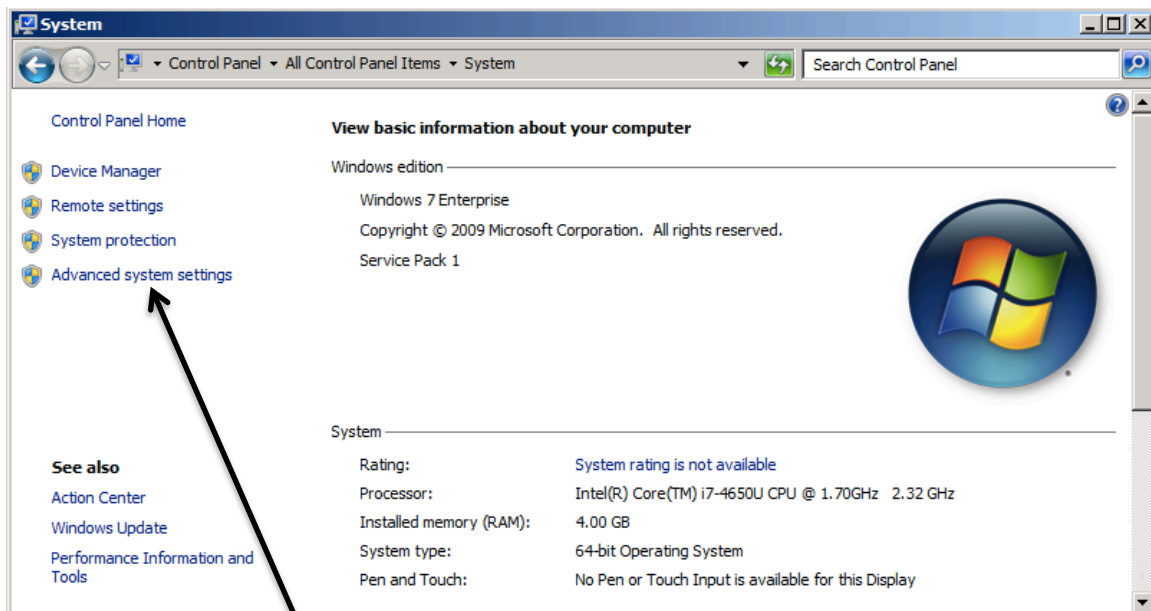 System
Control Panel All Control Panel Items System
Search Control Panel
Control Panel Home
Device Manager
Remote settings
System protection
Advanced system settings
See also
Action Center
Windows Update
Performance Information and
Tools
View basic information about your computer
Windows edition
Windows 7 Enterprise
Copyright © 2009 Microsoft Corporation. All rights reserved.
Service Pack 1
System
Rating: System rating is not available
Processor: Intel(R) Core(TM) i7-4650U CPU @ 1.70GHz 2.32 GHz
Installed memory (RAM): 4.00 GB
System type: 64-bit Operating System
Pen and Touch: No Pen or Touch Input is available for this Display